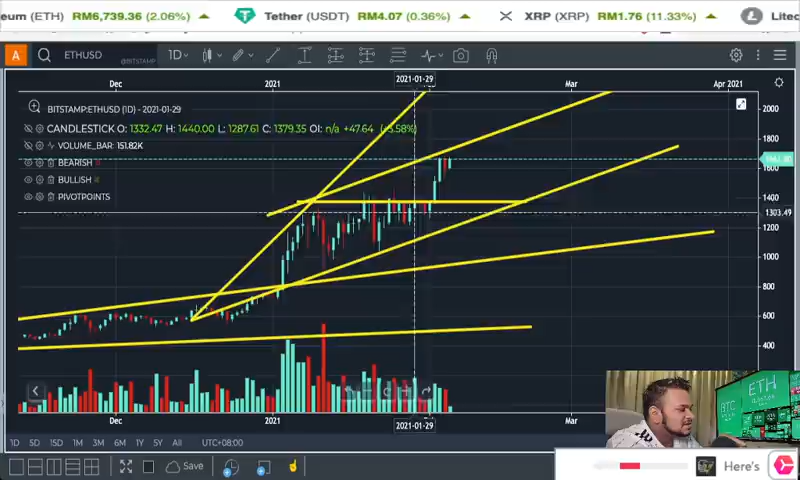 eum (ETH) RM6,739.36 (2.06%) Tether (USDT) RM4.07 (0.36%) XRP (XRP) RM1.76 (11.33%) Litec
A ETHUSD @BITSTAMP 1D
Dec 2021 2021-01-29 Mar Apr 2021
BITSTAMP:ETHUSD (1D) - 2021-01-29
CANDLESTICK O: 1332.47 H: 1440.00 L: 1287.61 C: 1379.35 OI: n/a +47.64 (+3.58%)
VOLUME_BAR: 151.82K
BEARISH
BULLISH
PIVOTPOINTS
2000
1800
1400
1303.49
1200
1000
800
600
400
ETH
BTC
Dec 2021 2021-01-29 Mar
1D 5D 15D 1M 3M 6M 1Y 5Y All UTC+08:00
Save
Here's